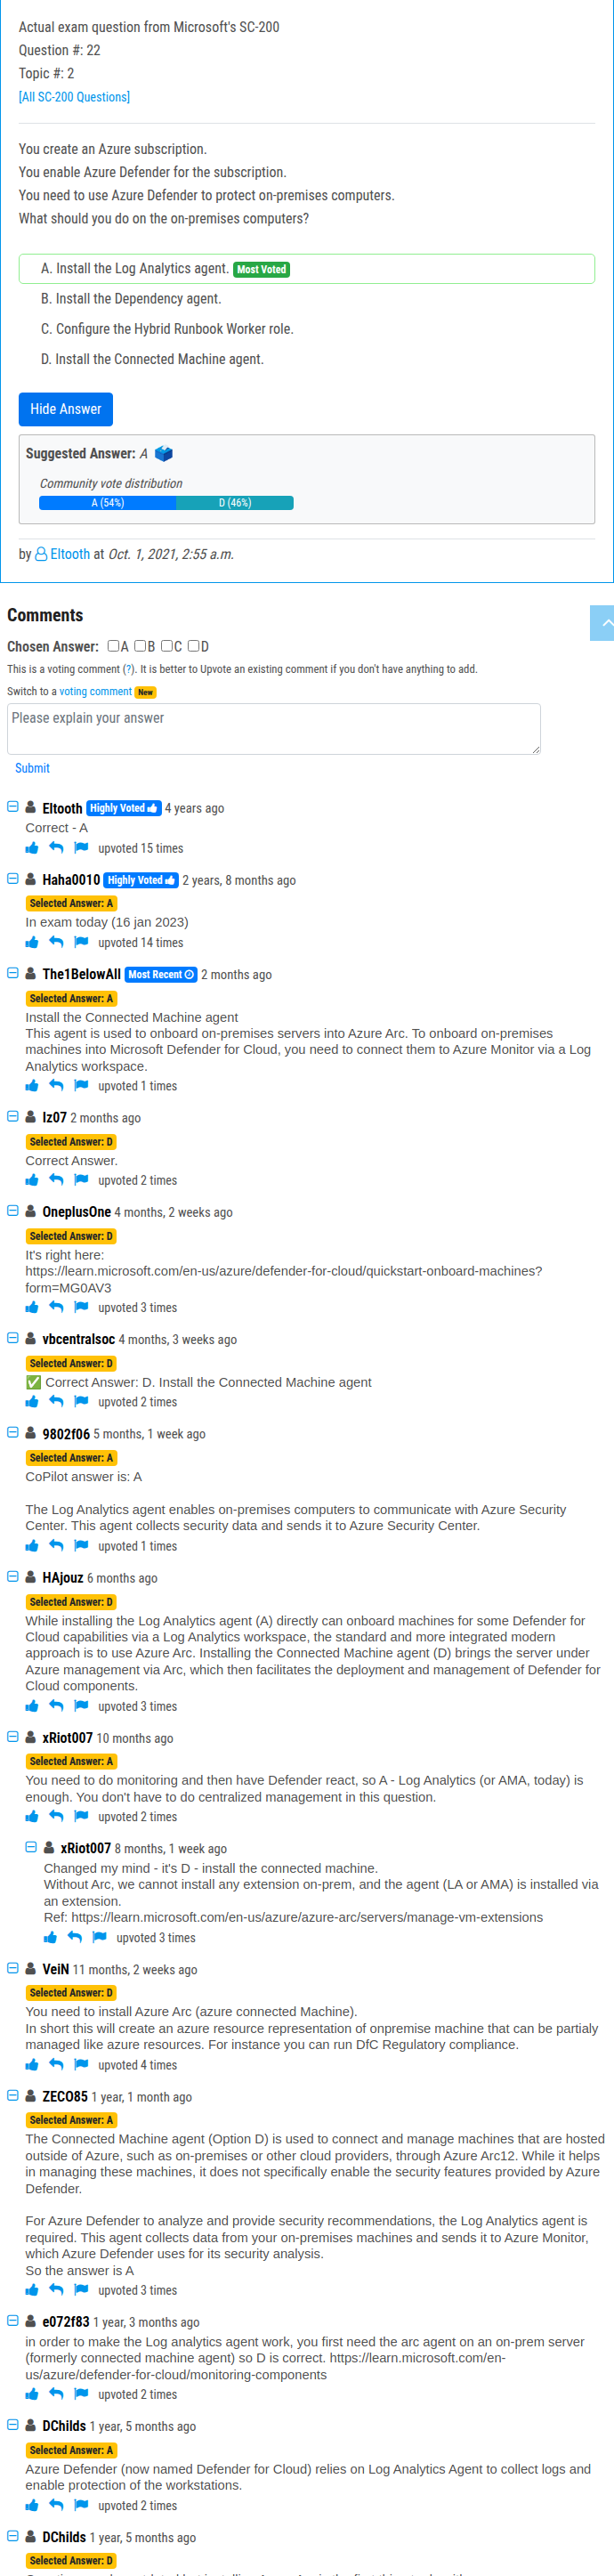 Actual exam question from Microsoft's SC-200
Question #: 22
Topic #: 2
[All SC-200 Questions]
You create an Azure subscription.
You enable Azure Defender for the subscription.
You need to use Azure Defender to protect on-premises computers.
What should you do on the on-premises computers?
A. Install the Log Analytics agent. Most Voted
B. Install the Dependency agent.
C. Configure the Hybrid Runbook Worker role.
D. Install the Connected Machine agent.
Hide Answer
Suggested Answer: A
Community vote distribution
A (54%) D (46%)
by Eltooth at Oct. 1, 2021, 2:55 a.m.
Comments
Chosen Answer: A B C D
This is a voting comment (?). It is better to Upvote an existing comment if you don't have anything to add.
Switch to a voting comment New
Please explain your answer
Submit
Eltooth Highly Voted 4 years ago
Correct - A
upvoted 15 times
Haha0010 Highly Voted 2 years, 8 months ago
Selected Answer: A
In exam today (16 jan 2023)
upvoted 14 times
The1BelowAll Most Recent 2 months ago
Selected Answer: A
Install the Connected Machine agent
This agent is used to onboard on-premises servers into Azure Arc. To onboard on-premises
machines into Microsoft Defender for Cloud, you need to connect them to Azure Monitor via a Log
Analytics workspace.
upvoted 1 times
Iz07 2 months ago
Selected Answer: D
Correct Answer.
upvoted 2 times
OneplusOne 4 months, 2 weeks ago
Selected Answer: D
It's right here:
https://learn.microsoft.com/en-us/azure/defender-for-cloud/quickstart-onboard-machines?
form=MG0AV3
upvoted 3 times
vbcentralsoc 4 months, 3 weeks ago
Selected Answer: D
✅ Correct Answer: D. Install the Connected Machine agent
upvoted 2 times
9802f06 5 months, 1 week ago
Selected Answer: A
CoPilot answer is: A
The Log Analytics agent enables on-premises computers to communicate with Azure Security
Center. This agent collects security data and sends it to Azure Security Center.
upvoted 1 times
HAjouz 6 months ago
Selected Answer: D
While installing the Log Analytics agent (A) directly can onboard machines for some Defender for
Cloud capabilities via a Log Analytics workspace, the standard and more integrated modern
approach is to use Azure Arc. Installing the Connected Machine agent (D) brings the server under
Azure management via Arc, which then facilitates the deployment and management of Defender for
Cloud components.
upvoted 3 times
xRiot007 10 months ago
Selected Answer: A
You need to do monitoring and then have Defender react, so A - Log Analytics (or AMA, today) is
enough. You don't have to do centralized management in this question.
upvoted 2 times
xRiot007 8 months, 1 week ago
Changed my mind - it's D - install the connected machine.
Without Arc, we cannot install any extension on-prem, and the agent (LA or AMA) is installed via
an extension.
Ref: https://learn.microsoft.com/en-us/azure/azure-arc/servers/manage-vm-extensions
upvoted 3 times
VeiN 11 months, 2 weeks ago
Selected Answer: D
You need to install Azure Arc (azure connected Machine).
In short this will create an azure resource representation of onpremise machine that can be partialy
managed like azure resources. For instance you can run DfC Regulatory compliance.
upvoted 4 times
ZECO85 1 year, 1 month ago
Selected Answer: A
The Connected Machine agent (Option D) is used to connect and manage machines that are hosted
outside of Azure, such as on-premises or other cloud providers, through Azure Arc12. While it helps
in managing these machines, it does not specifically enable the security features provided by Azure
Defender.
For Azure Defender to analyze and provide security recommendations, the Log Analytics agent is
required. This agent collects data from your on-premises machines and sends it to Azure Monitor,
which Azure Defender uses for its security analysis.
So the answer is A
upvoted 3 times
e072f83 1 year, 3 months ago
in order to make the Log analytics agent work, you first need the arc agent on an on-prem server
(formerly connected machine agent) so D is correct. https://learn.microsoft.com/en-
us/azure/defender-for-cloud/monitoring-components
upvoted 2 times
DChilds 1 year, 5 months ago
Selected Answer: A
Azure Defender (now named Defender for Cloud) relies on Log Analytics Agent to collect logs and
enable protection of the workstations.
upvoted 2 times
DChilds 1 year, 5 months ago
Selected Answer: D